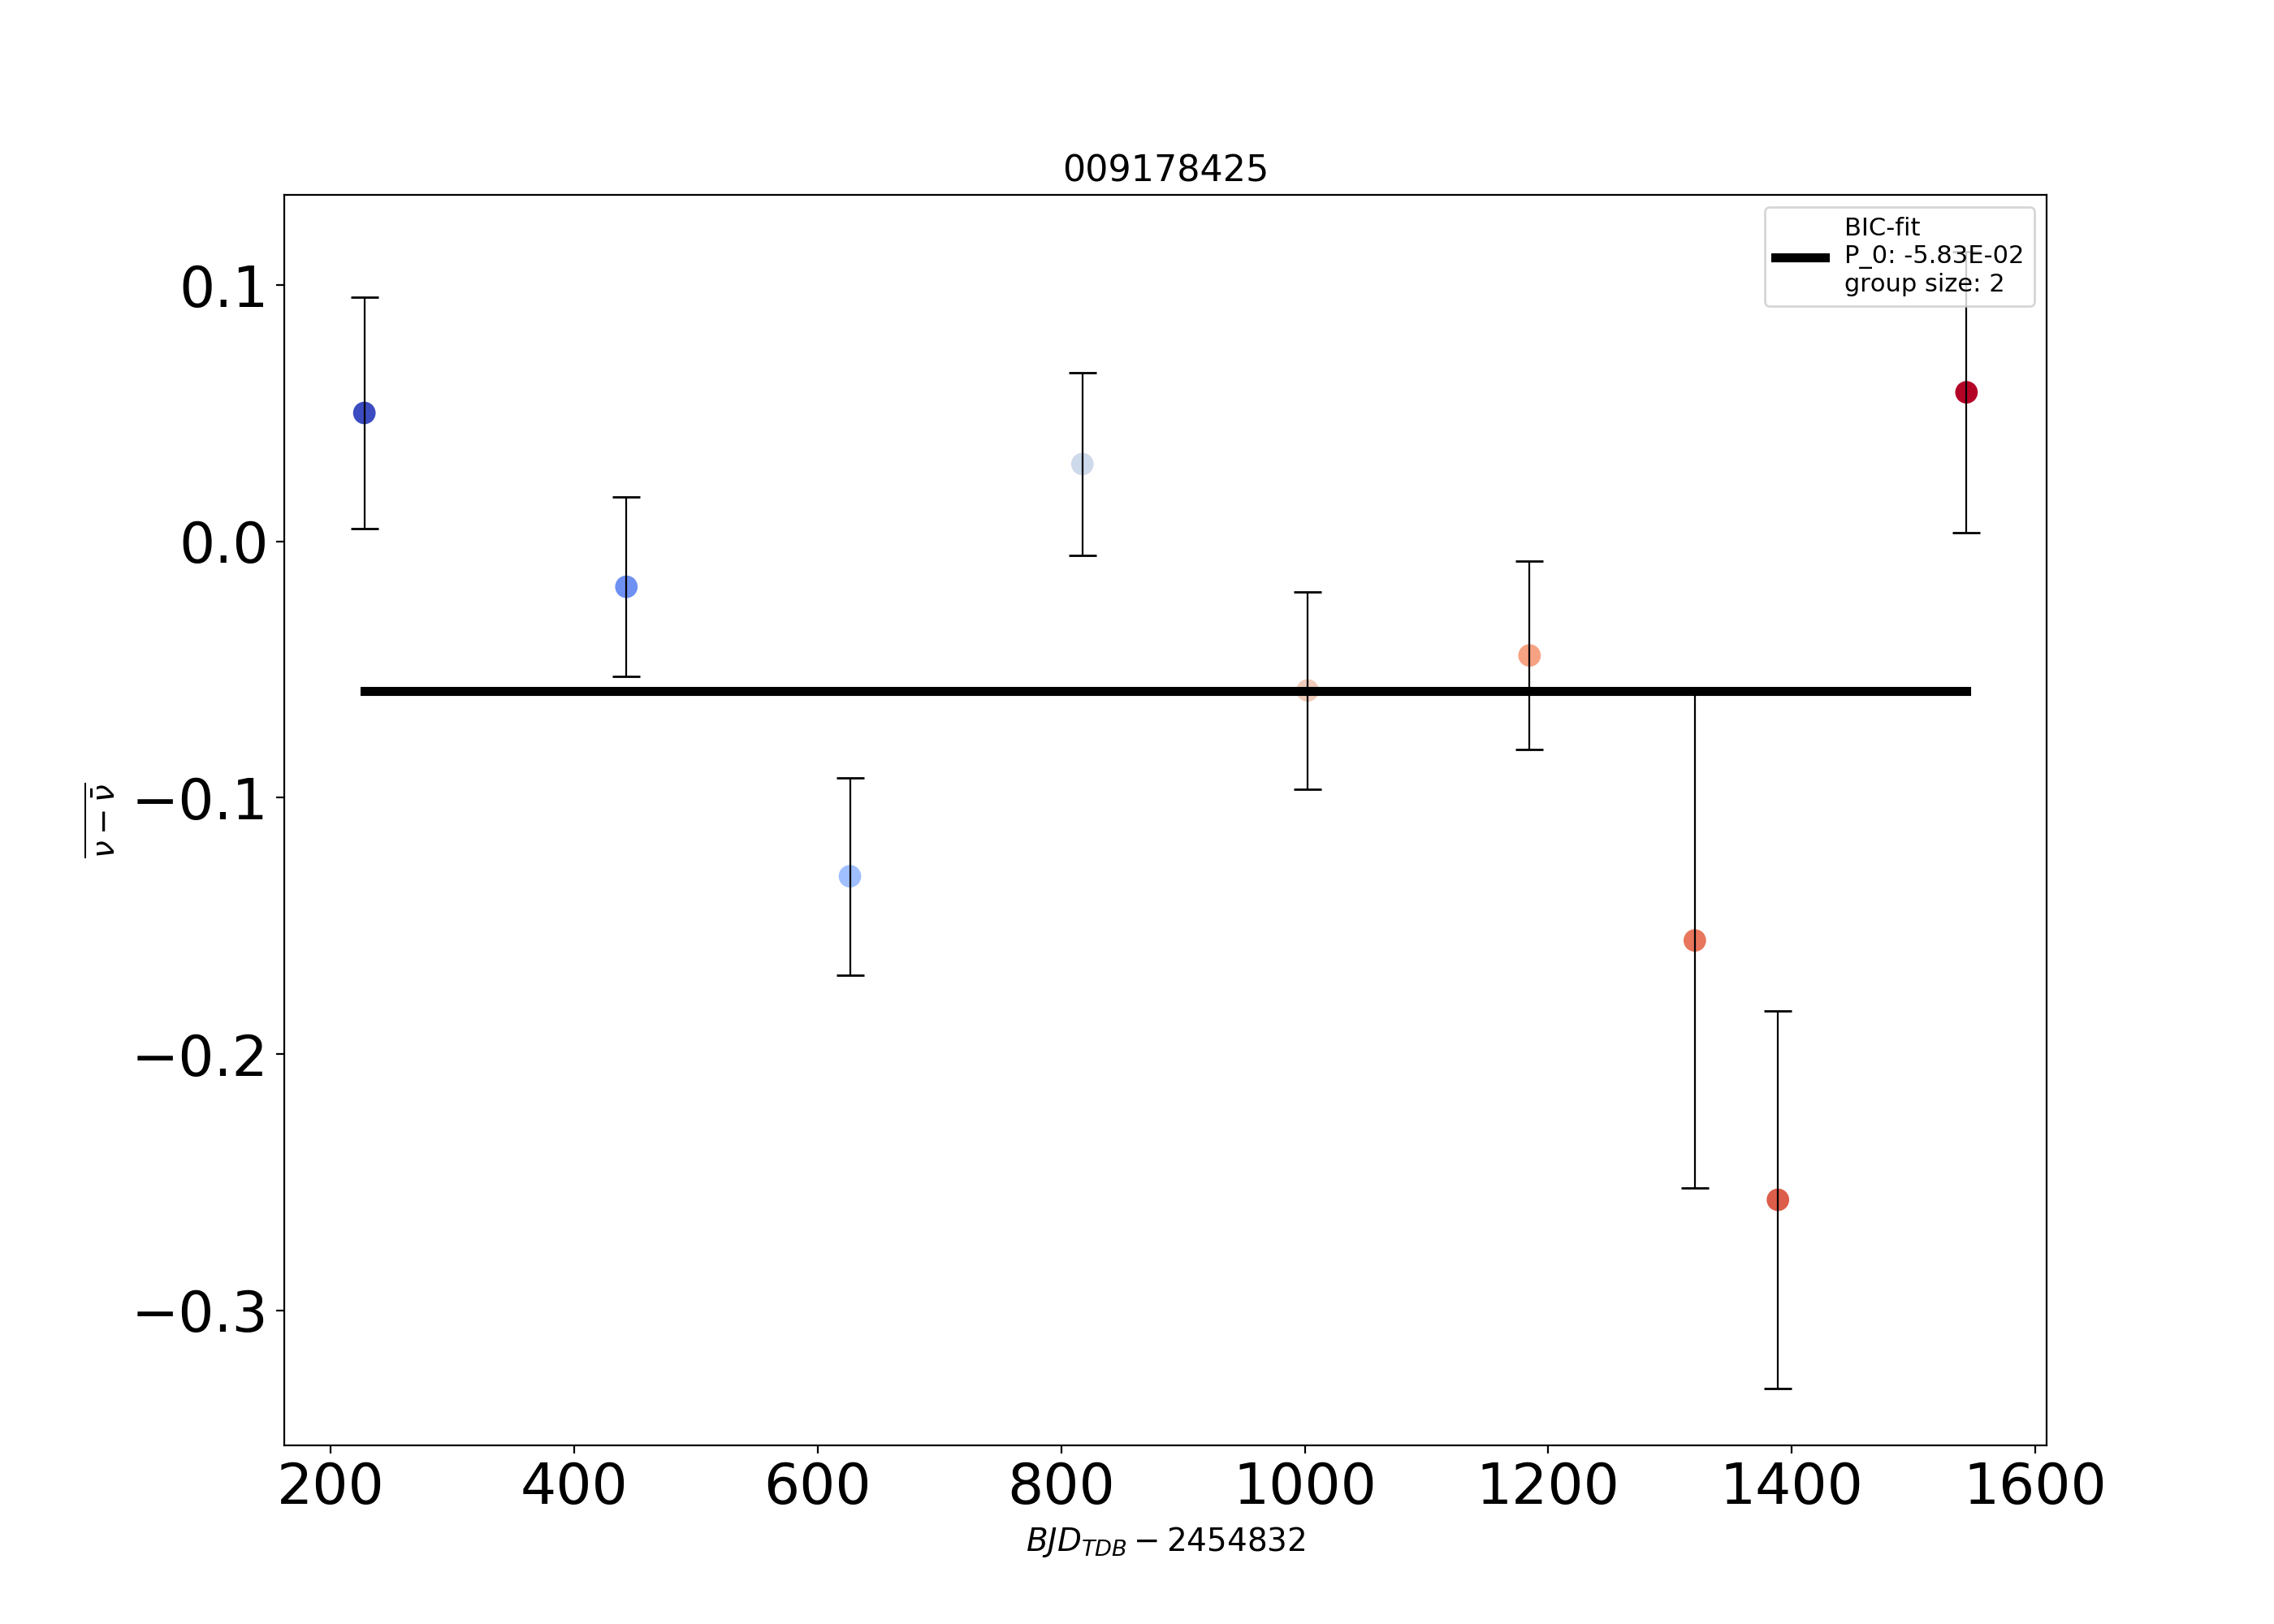 009178425
BIC-fit
P_0: -5.83E-02
group size: 2
0.1
0.0
−0.1
−0.2
−0.3
ν − ν̄
200 400 600 800 1000 1200 1400 1600
BJD_TDB − 2454832